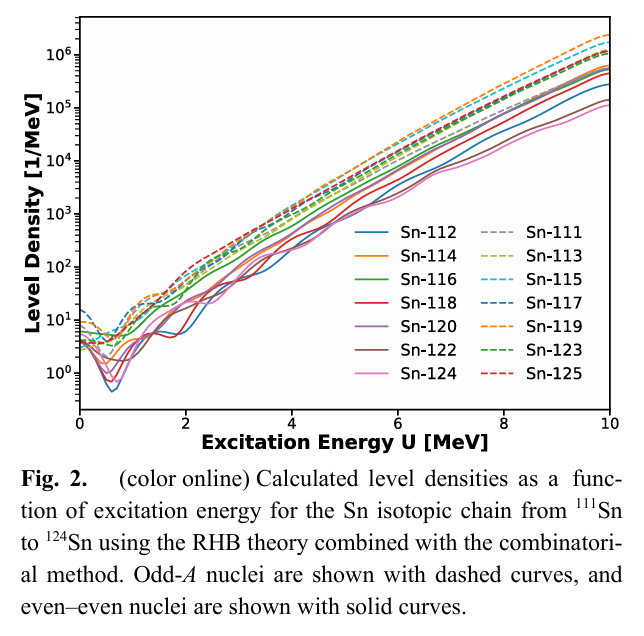 10⁶
10⁵
10⁴
10³
10²
10¹
10⁰
Level Density [1/MeV]
Sn-112
Sn-114
Sn-116
Sn-118
Sn-120
Sn-122
Sn-124
Sn-111
Sn-113
Sn-115
Sn-117
Sn-119
Sn-123
Sn-125
0 2 4 6 8 10
Excitation Energy U [MeV]
Fig. 2. (color online) Calculated level densities as a func-
tion of excitation energy for the Sn isotopic chain from ¹¹¹Sn
to ¹²⁴Sn using the RHB theory combined with the combinatori-
al method. Odd-A nuclei are shown with dashed curves, and
even–even nuclei are shown with solid curves.